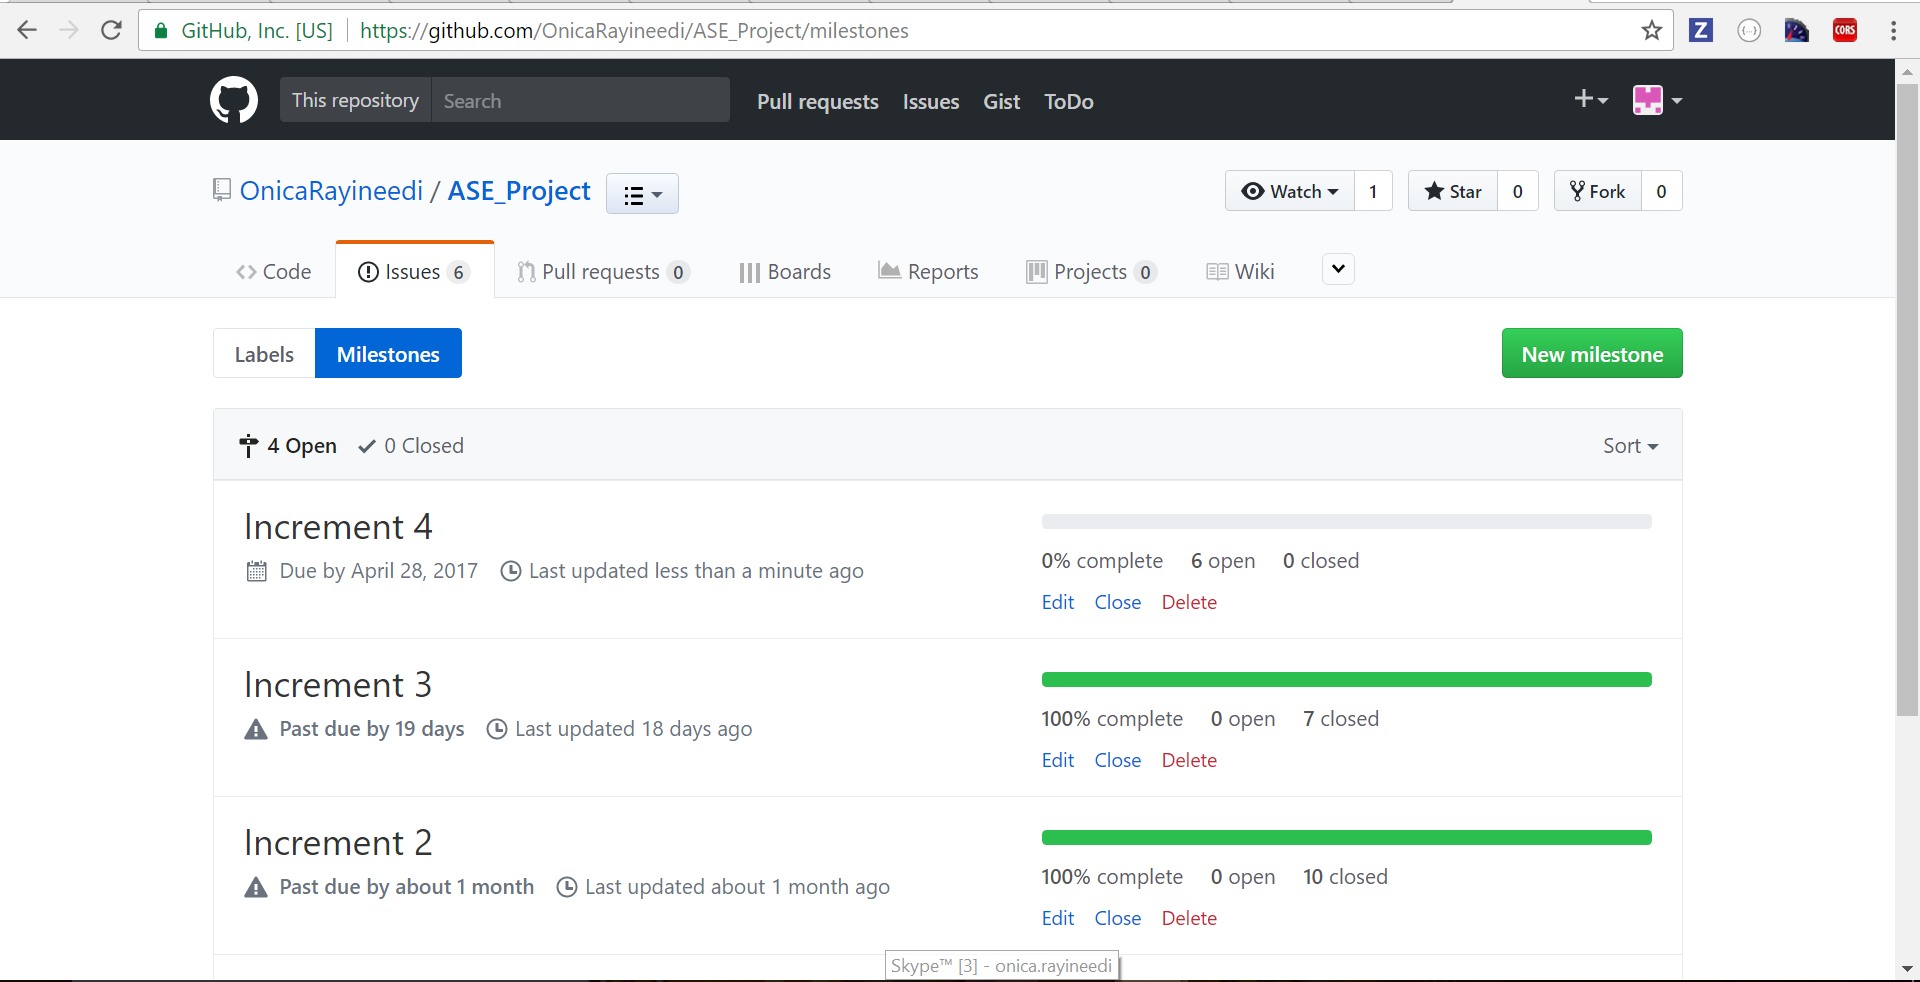 GitHub, Inc. [US] https://github.com/OnicaRayineedi/ASE_Project/milestones
Z {···} CORS
This repository Search Pull requests Issues Gist ToDo
OnicaRayineedi / ASE_Project
Watch 1 Star 0 Fork 0
Code Issues 6 Pull requests 0 Boards Reports Projects 0 Wiki
Labels Milestones New milestone
4 Open 0 Closed Sort
Increment 4
Due by April 28, 2017 Last updated less than a minute ago
0% complete 6 open 0 closed
Edit Close Delete
Increment 3
Past due by 19 days Last updated 18 days ago
100% complete 0 open 7 closed
Edit Close Delete
Increment 2
Past due by about 1 month Last updated about 1 month ago
100% complete 0 open 10 closed
Edit Close Delete
Skype™ [3] - onica.rayineedi